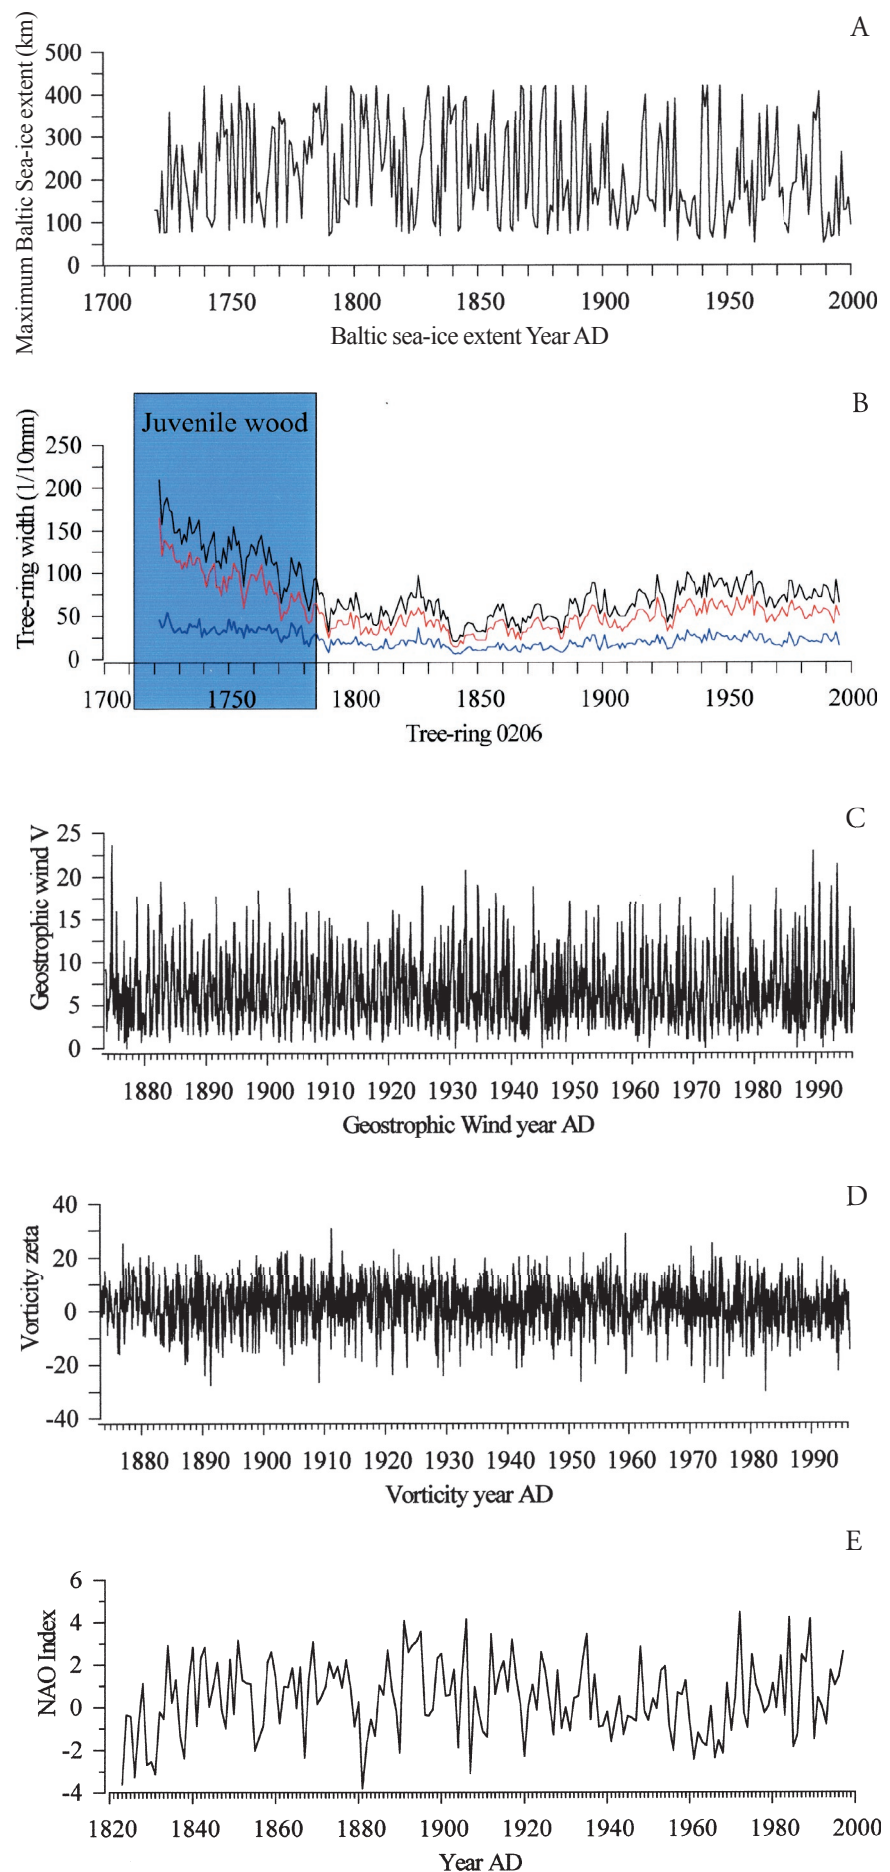 A
Maximum Baltic Sea-ice extent (km)
500
400
300
200
100
0
1700 1750 1800 1850 1900 1950 2000
Baltic sea-ice extent Year AD
B
Juvenile wood
Tree-ring width (1/10mm)
250
200
150
100
50
0
1700 1750 1800 1850 1900 1950 2000
Tree-ring 0206
C
Geostrophic wind V
25
20
15
10
5
0
1880 1890 1900 1910 1920 1930 1940 1950 1960 1970 1980 1990
Geostrophic Wind year AD
D
Vorticity zeta
40
20
0
-20
-40
1880 1890 1900 1910 1920 1930 1940 1950 1960 1970 1980 1990
Vorticity year AD
E
NAO Index
6
4
2
0
-2
-4
1820 1840 1860 1880 1900 1920 1940 1960 1980 2000
Year AD